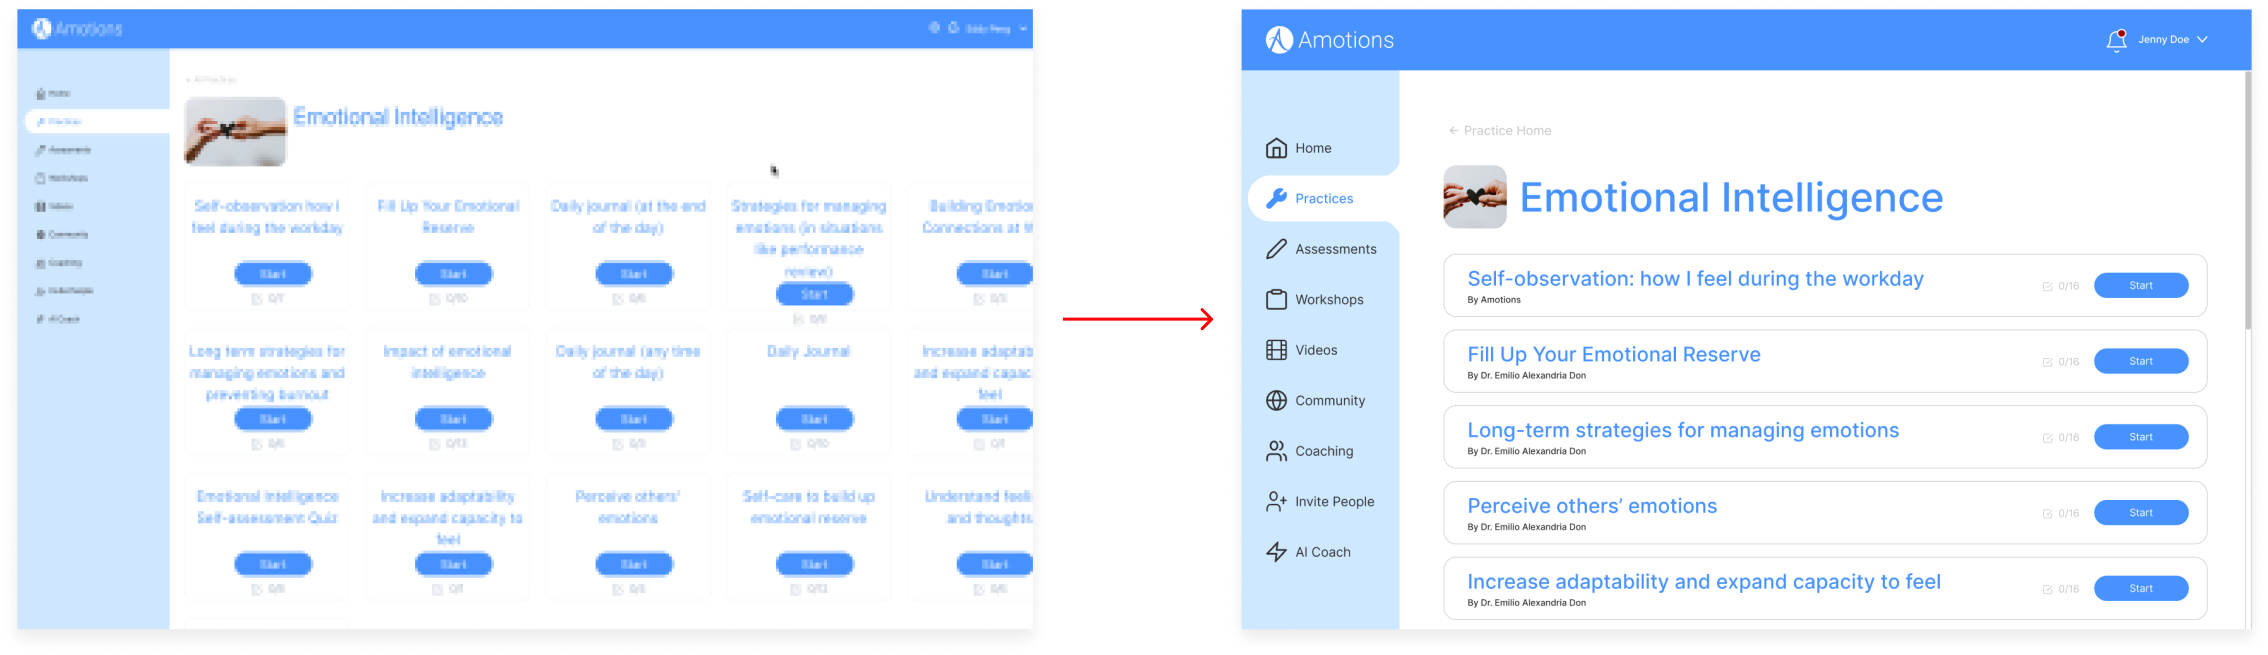 Amotions
Emotional Intelligence
Self-observation how I
feel during the workday
Start
Fill Up Your Emotional
Reserve
Start
Daily journal (at the end
of the day)
Start
Strategies for managing
emotions (in situations
like performance
review)
Start
Building Emotio
Connections at W
Start
Long term strategies for
managing emotions and
preventing burnout
Start
Impact of emotional
intelligence
Start
Daily journal (any time
of the day)
Start
Daily Journal
Start
Increase adaptab
and expand capac
feel
Start
Emotional Intelligence
Self-assessment Quiz
Start
Increase adaptability
and expand capacity to
feel
Start
Perceive others'
emotions
Start
Self-care to build up
emotional reserve
Start
Understand feeli
and thoughts
Start
Amotions
Jenny Doe
Home
Practices
Assessments
Workshops
Videos
Community
Coaching
Invite People
AI Coach
← Practice Home
Emotional Intelligence
Self-observation: how I feel during the workday
By Amotions
0/16
Start
Fill Up Your Emotional Reserve
By Dr. Emilio Alexandria Don
0/16
Start
Long-term strategies for managing emotions
By Dr. Emilio Alexandria Don
0/16
Start
Perceive others’ emotions
By Dr. Emilio Alexandria Don
0/16
Start
Increase adaptability and expand capacity to feel
By Dr. Emilio Alexandria Don
0/16
Start